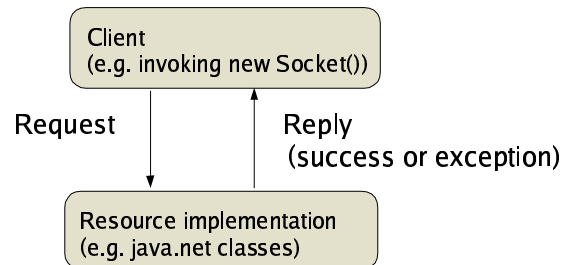 Client
(e.g. invoking new Socket())
Request
Reply
(success or exception)
Resource implementation
(e.g. java.net classes)